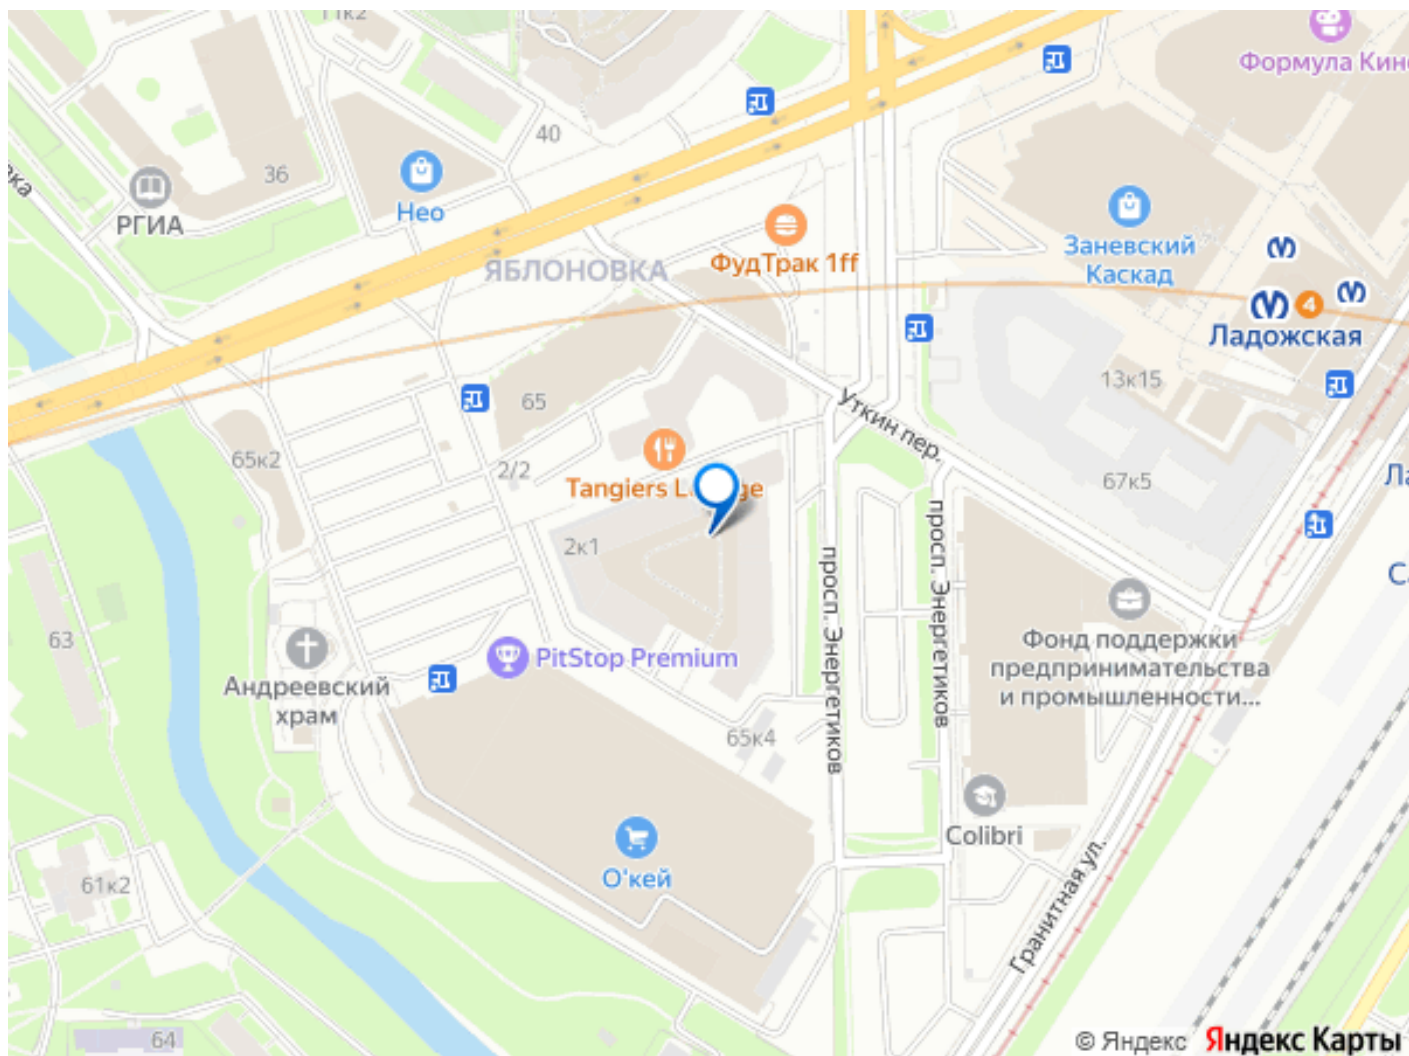 11к2
Формула Кин
40
36
вка
РГИА
Нео
ЯБЛОНОВКА
ФудТрак 1ff
Заневский
Каскад
4
Ладожская
13к15
65
Уткин пер.
65к2
2/2
Tangiers L
ge
67к5
Ла
2к1
просп. Энергетиков
просп. Энергетиков
С
63
Фонд поддержки
предпринимательства
и промышленности...
PitStop Premium
Андреевский
храм
65к4
Colibri
О'кей
61к2
Гранитная ул.
64
© Яндекс Яндекс Карты